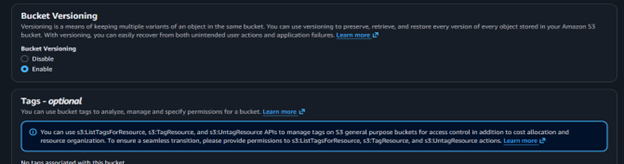 Bucket Versioning
Versioning is a means of keeping multiple variants of an object in the same bucket. You can use versioning to preserve, retrieve, and restore every version of every object stored in your Amazon S3
bucket. With versioning, you can easily recover from both unintended user actions and application failures. Learn more
Bucket Versioning
Disable
Enable
Tags - optional
You can use bucket tags to analyze, manage and specify permissions for a bucket. Learn more
You can use s3:ListTagsForResource, s3:TagResource, and s3:UntagResource APIs to manage tags on S3 general purpose buckets for access control in addition to cost allocation and
resource organization. To ensure a seamless transition, please provide permissions to s3:ListTagsForResource, s3:TagResource, and s3:UntagResource actions. Learn more
No tags associated with this bucket